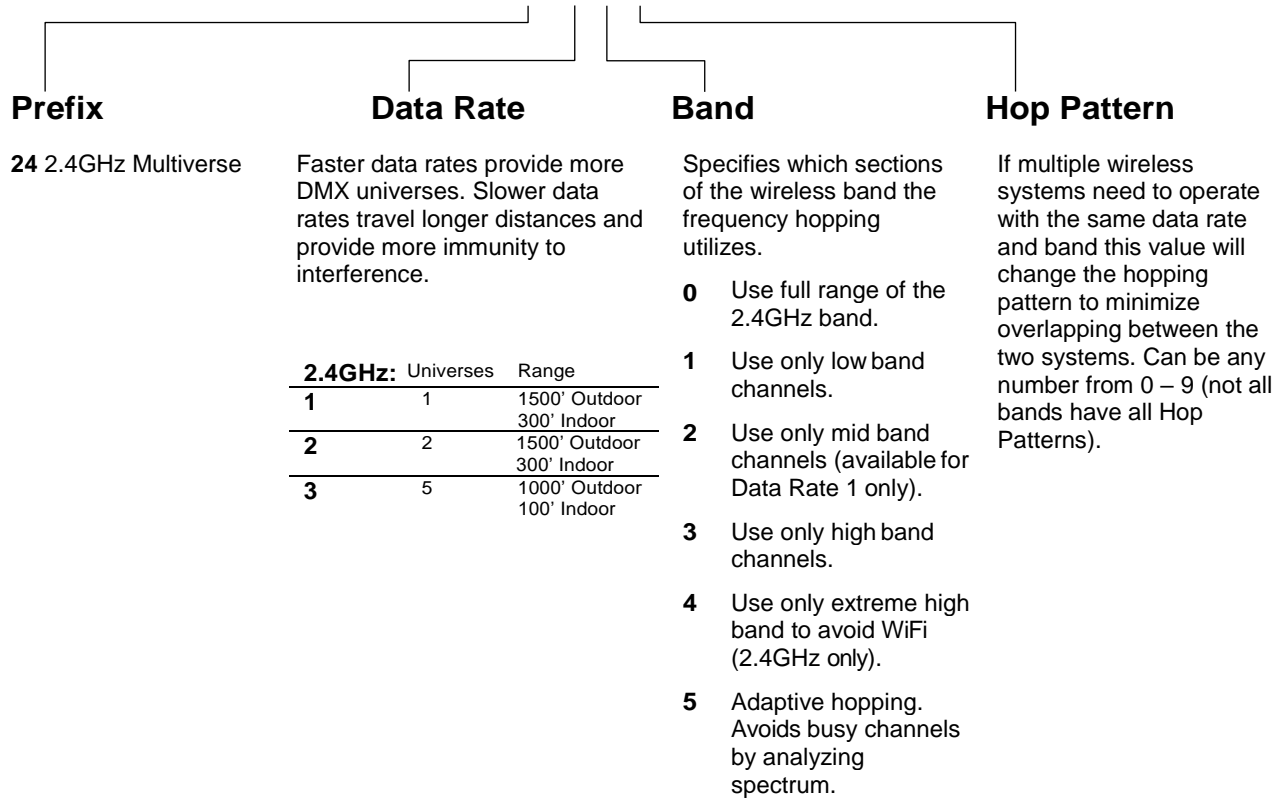 Prefix
24 2.4GHz Multiverse
Data Rate
Faster data rates provide more
DMX universes. Slower data
rates travel longer distances and
provide more immunity to
interference.
2.4GHz: Universes Range
1 1 1500’ Outdoor
300’ Indoor
2 2 1500’ Outdoor
300’ Indoor
3 5 1000’ Outdoor
100’ Indoor
Band
Specifies which sections
of the wireless band the
frequency hopping
utilizes.
0 Use full range of the
2.4GHz band.
1 Use only low band
channels.
2 Use only mid band
channels (available for
Data Rate 1 only).
3 Use only high band
channels.
4 Use only extreme high
band to avoid WiFi
(2.4GHz only).
5 Adaptive hopping.
Avoids busy channels
by analyzing
spectrum.
Hop Pattern
If multiple wireless
systems need to operate
with the same data rate
and band this value will
change the hopping
pattern to minimize
overlapping between the
two systems. Can be any
number from 0 – 9 (not all
bands have all Hop
Patterns).